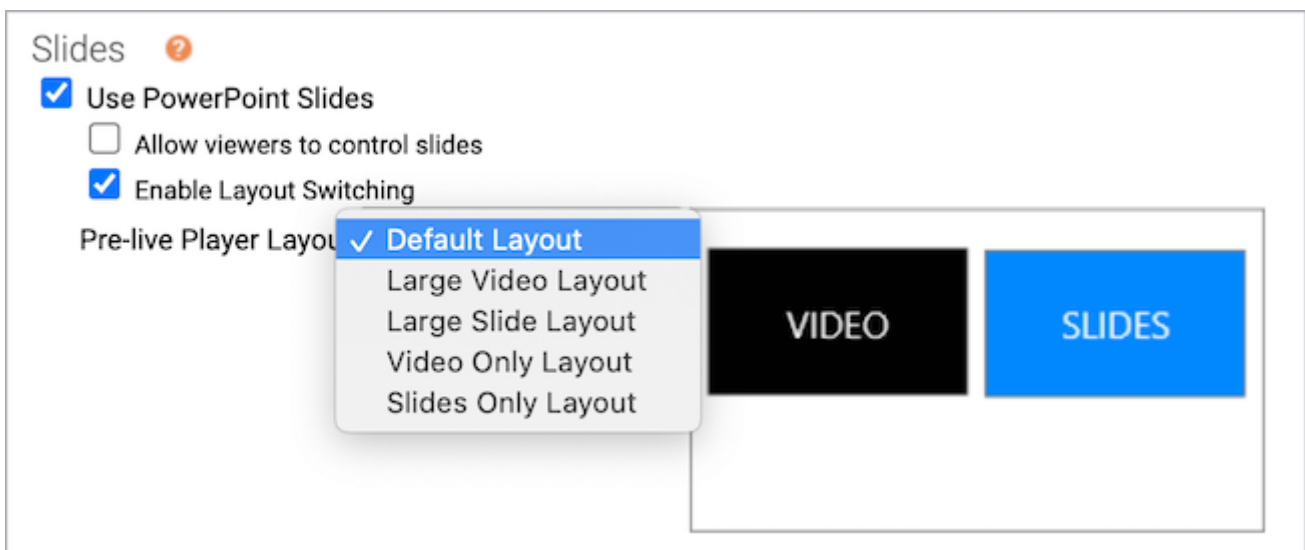 Slides ?
Use PowerPoint Slides
Allow viewers to control slides
Enable Layout Switching
Pre-live Player Layou ✓ Default Layout
Large Video Layout
Large Slide Layout
Video Only Layout
Slides Only Layout
VIDEO SLIDES